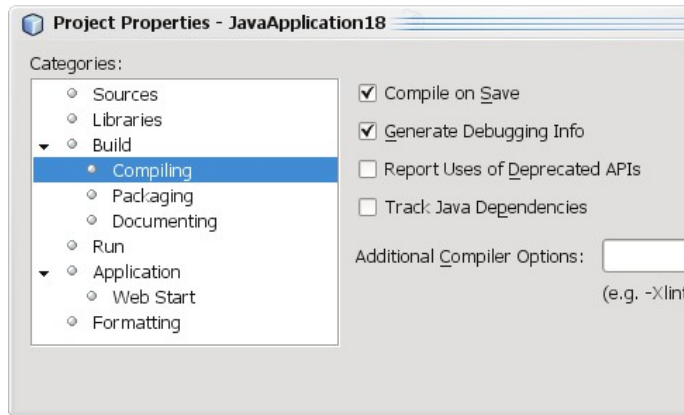 Project Properties - JavaApplication18
Categories:
Sources
Libraries
Build
Compiling
Packaging
Documenting
Run
Application
Web Start
Formatting
Compile on Save
Generate Debugging Info
Report Uses of Deprecated APIs
Track Java Dependencies
Additional Compiler Options:
(e.g. -Xlint